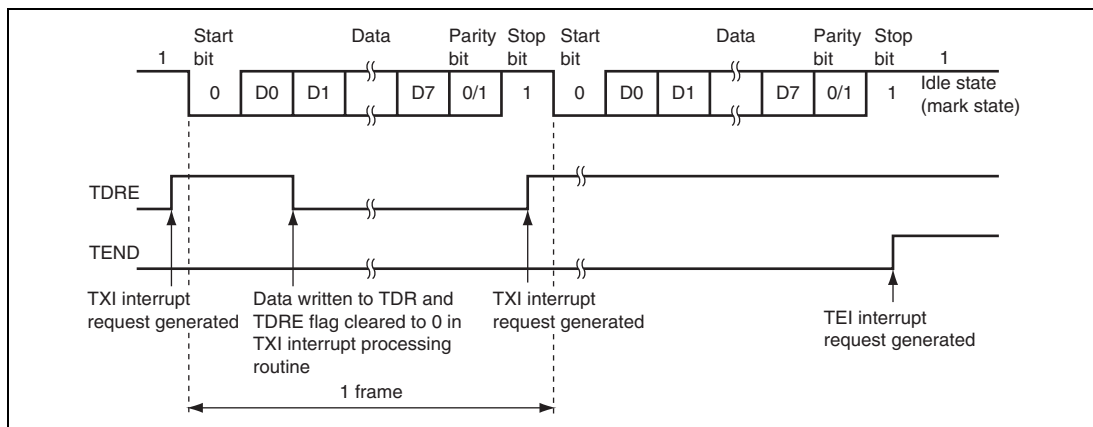 Start bit Data Parity bit Stop bit Start bit Data Parity bit Stop bit
1 0 D0 D1 D7 0/1 1 0 D0 D1 D7 0/1 1 1
Idle state
(mark state)
TDRE
TEND
TXI interrupt
request generated
Data written to TDR and
TDRE flag cleared to 0 in
TXI interrupt processing
routine
TXI interrupt
request generated
TEI interrupt
request generated
1 frame